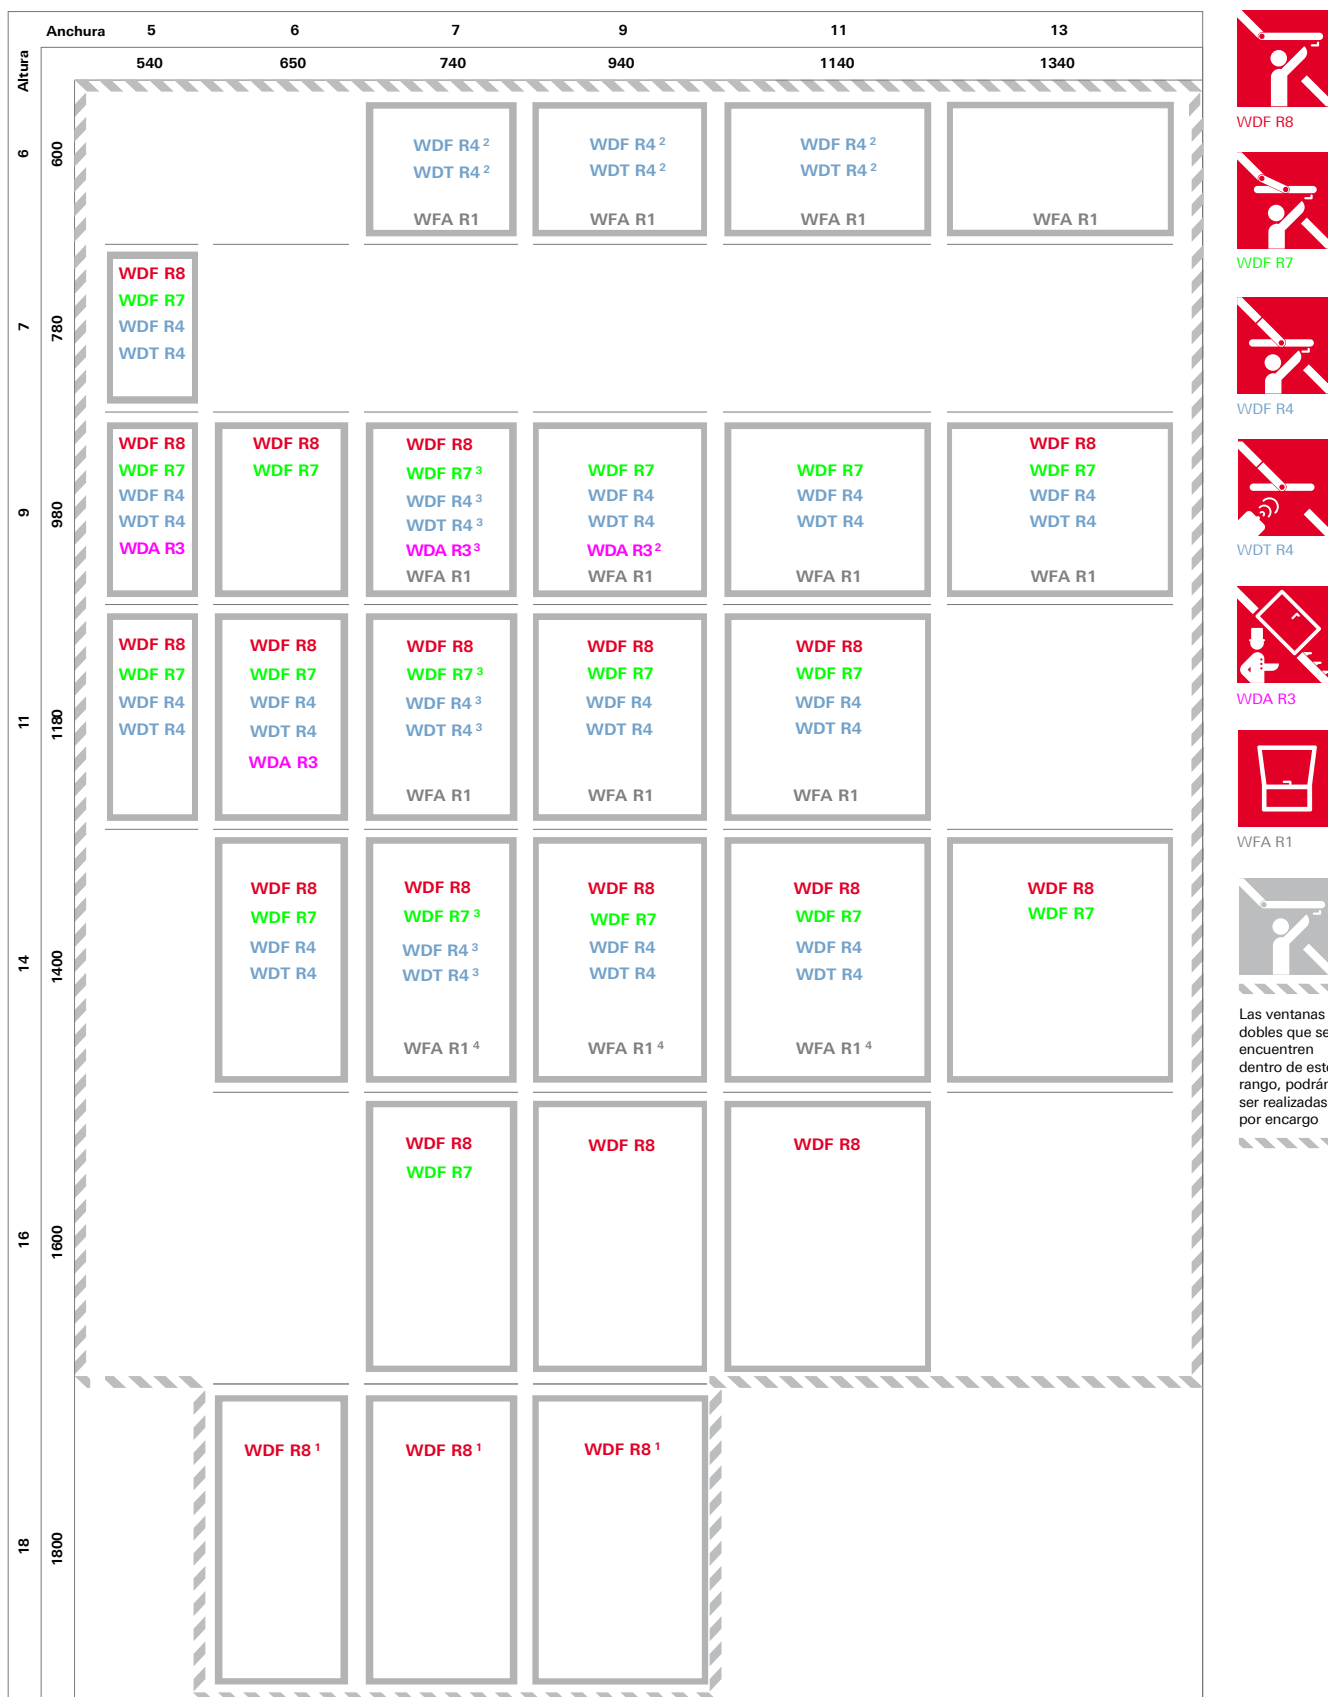 Anchura 5 6 7 9 11 13
Altura 540 650 740 940 1140 1340
6 600
WDF R4 ² WDF R4 ² WDF R4 ²
WDT R4 ² WDT R4 ² WDT R4 ²
WFA R1 WFA R1 WFA R1 WFA R1
7 780
WDF R8
WDF R7
WDF R4
WDT R4
9 980
WDF R8 WDF R8 WDF R8 WDF R8
WDF R7 WDF R7 WDF R7 ³ WDF R7 WDF R7 WDF R7
WDF R4 WDF R4 ³ WDF R4 WDF R4 WDF R4
WDT R4 WDT R4 ³ WDT R4 WDT R4 WDT R4
WDA R3 WDA R3 ³ WDA R3 ²
WFA R1 WFA R1 WFA R1 WFA R1
11 1180
WDF R8 WDF R8 WDF R8 WDF R8 WDF R8
WDF R7 WDF R7 WDF R7 ³ WDF R7 WDF R7
WDF R4 WDF R4 WDF R4 ³ WDF R4 WDF R4
WDT R4 WDT R4 WDT R4 ³ WDT R4 WDT R4
WDA R3
WFA R1 WFA R1 WFA R1
14 1400
WDF R8 WDF R8 WDF R8 WDF R8 WDF R8
WDF R7 WDF R7 ³ WDF R7 WDF R7 WDF R7
WDF R4 WDF R4 ³ WDF R4 WDF R4
WDT R4 WDT R4 ³ WDT R4 WDT R4
WFA R1 ⁴ WFA R1 ⁴ WFA R1 ⁴
16 1600
WDF R8 WDF R8 WDF R8
WDF R7
18 1800
WDF R8 ¹ WDF R8 ¹ WDF R8 ¹
WDF R8
WDF R7
WDF R4
WDT R4
WDA R3
WFA R1
Las ventanas
dobles que se
encuentren
dentro de este
rango, podrán
ser realizadas
por encargo